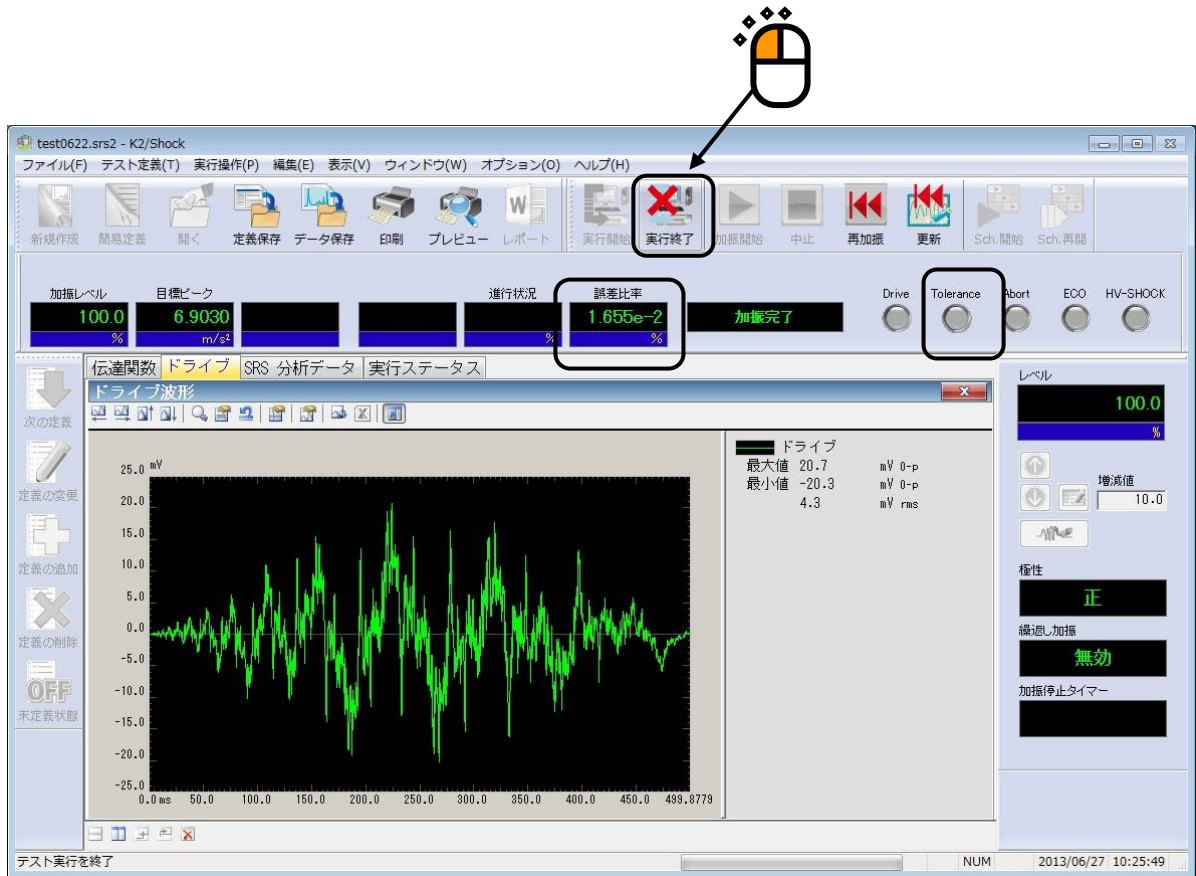 test0622.srs2 - K2/Shock
ファイル(F) テスト定義(T) 実行操作(P) 編集(E) 表示(V) ウィンドウ(W) オプション(O) ヘルプ(H)
新規作成 簡易定義 開く 定義保存 データ保存 印刷 プレビュー レポート 実行開始 実行終了 加振開始 中止 再加振 更新 Sch.開始 Sch.再開
加振レベル 目標ピーク 進行状況 誤差比率 Drive Tolerance Abort ECO HV-SHOCK
100.0 6.9030 1.655e-2 加振完了
% m/s² % %
伝達関数 ドライブ SRS 分析データ 実行ステータス
ドライブ波形
次の定義
定義の変更
定義の追加
定義の削除
OFF
未定義状態
ドライブ
最大値 20.7 mV 0-p
最小値 -20.3 mV 0-p
4.3 mV rms
25.0 mV
20.0
15.0
10.0
5.0
0.0
-5.0
-10.0
-15.0
-20.0
-25.0
0.0 ms 50.0 100.0 150.0 200.0 250.0 300.0 350.0 400.0 450.0 499.8779
レベル
100.0
%
増減値
10.0
極性
正
繰返し加振
無効
加振停止タイマー
テスト実行を終了 NUM 2013/06/27 10:25:49